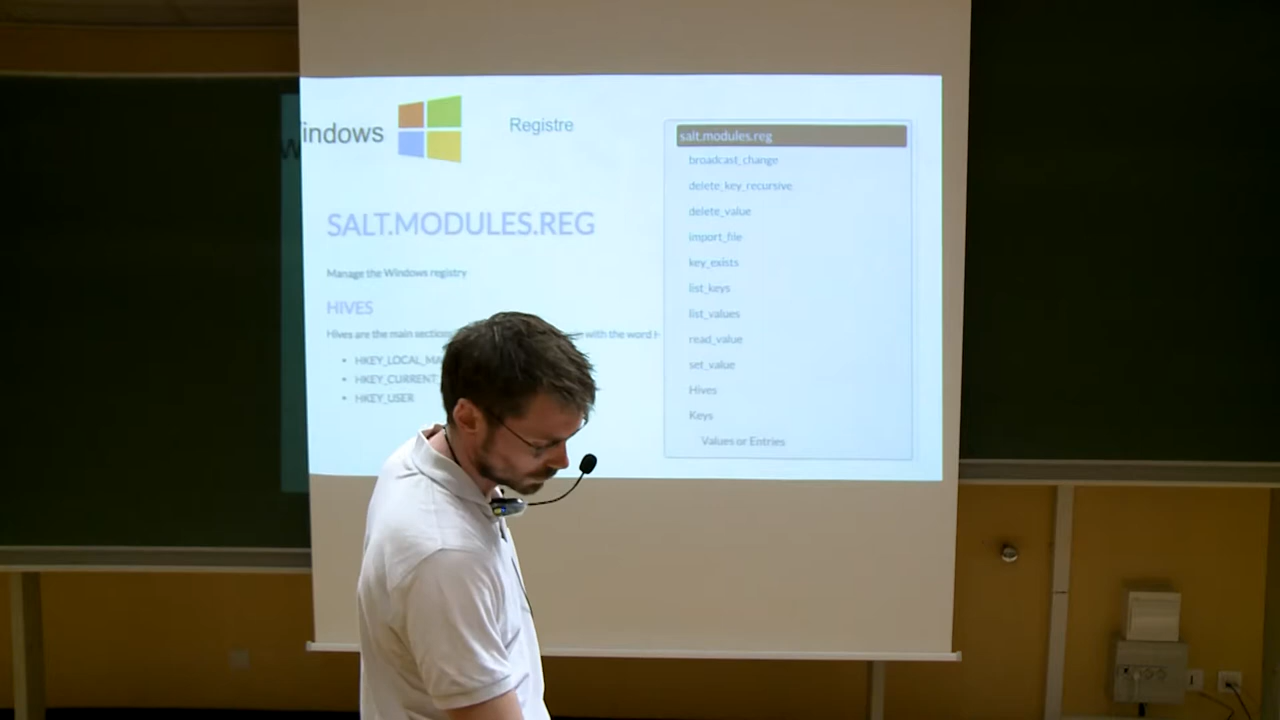 Windows
Registre
SALT.MODULES.REG
Manage the Windows registry
HIVES
Hives are the main sections with the word H
HKEY_LOCAL_MA
HKEY_CURRENT_
HKEY_USER
salt.modules.reg
broadcast_change
delete_key_recursive
delete_value
import_file
key_exists
list_keys
list_values
read_value
set_value
Hives
Keys
Values or Entries